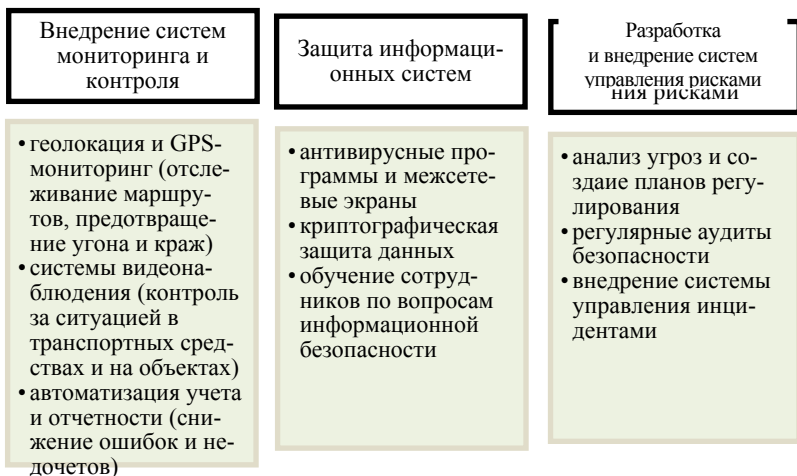 Внедрение систем
мониторинга и
контроля
• геолокация и GPS-
мониторинг (отсле-
живание маршру-
тов, предотвраще-
ние угона и краж)
• системы видеона-
блюдения (контроль
за ситуацией в
транспортных сред-
ствах и на объектах)
• автоматизация учета
и отчетности (сни-
жение ошибок и не-
дочетов)
Защита информаци-
онных систем
• антивирусные про-
граммы и межсете-
вые экраны
• криптографическая
защита данных
• обучение сотруд-
ников по вопросам
информационной
безопасности
Разработка
и внедрение систем
управления рисками
ния рисками
• анализ угроз и со-
здаие планов регу-
лирования
• регулярные аудиты
безопасности
• внедрение системы
управления инци-
дентами